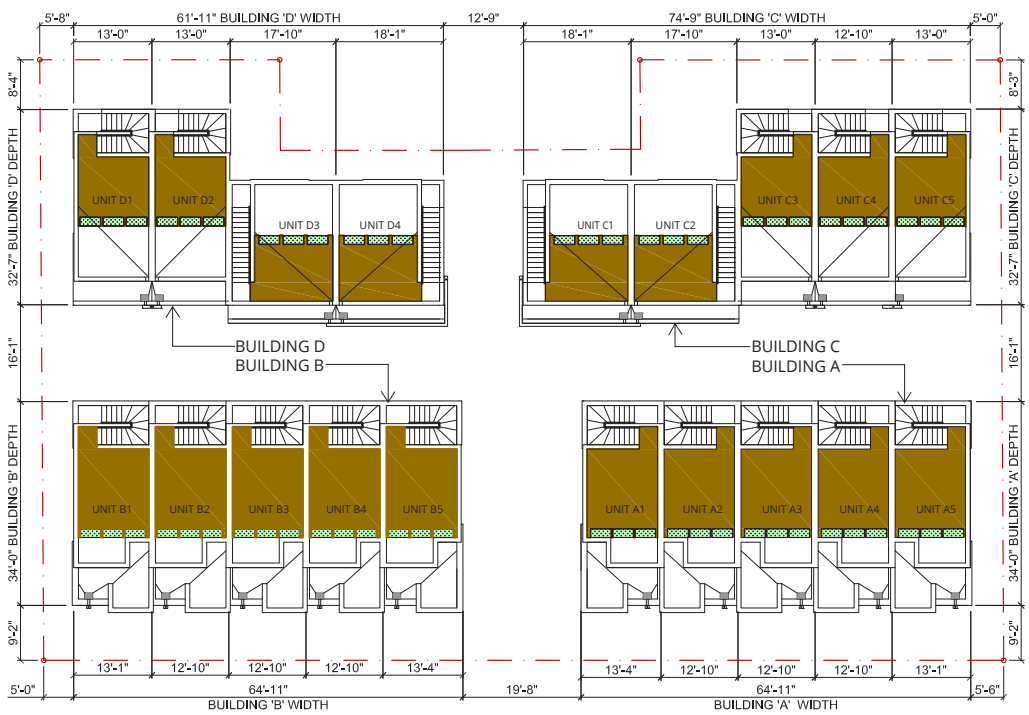 5'-8" 61'-11" BUILDING 'D' WIDTH 12'-9" 74'-9" BUILDING 'C' WIDTH 5'-0"
13'-0" 13'-0" 17'-10" 18'-1" 18'-1" 17'-10" 13'-0" 12'-10" 13'-0"
8'-4"
8'-3"
32'-7" BUILDING 'D' DEPTH
32'-7" BUILDING 'C' DEPTH
UNIT D1 UNIT D2 UNIT C3 UNIT C4 UNIT C5
UNIT D3 UNIT D4 UNIT C1 UNIT C2
16'-1"
16'-1"
BUILDING D
BUILDING B
BUILDING C
BUILDING A
34'-0" BUILDING 'B' DEPTH
34'-0" BUILDING 'A' DEPTH
UNIT B1 UNIT B2 UNIT B3 UNIT B4 UNIT B5 UNIT A1 UNIT A2 UNIT A3 UNIT A4 UNIT A5
9'-2"
9'-2"
13'-1" 12'-10" 12'-10" 12'-10" 13'-4" 13'-4" 12'-10" 12'-10" 12'-10" 13'-1"
5'-0" 64'-11" 19'-8" 64'-11" 5'-6"
BUILDING 'B' WIDTH BUILDING 'A' WIDTH